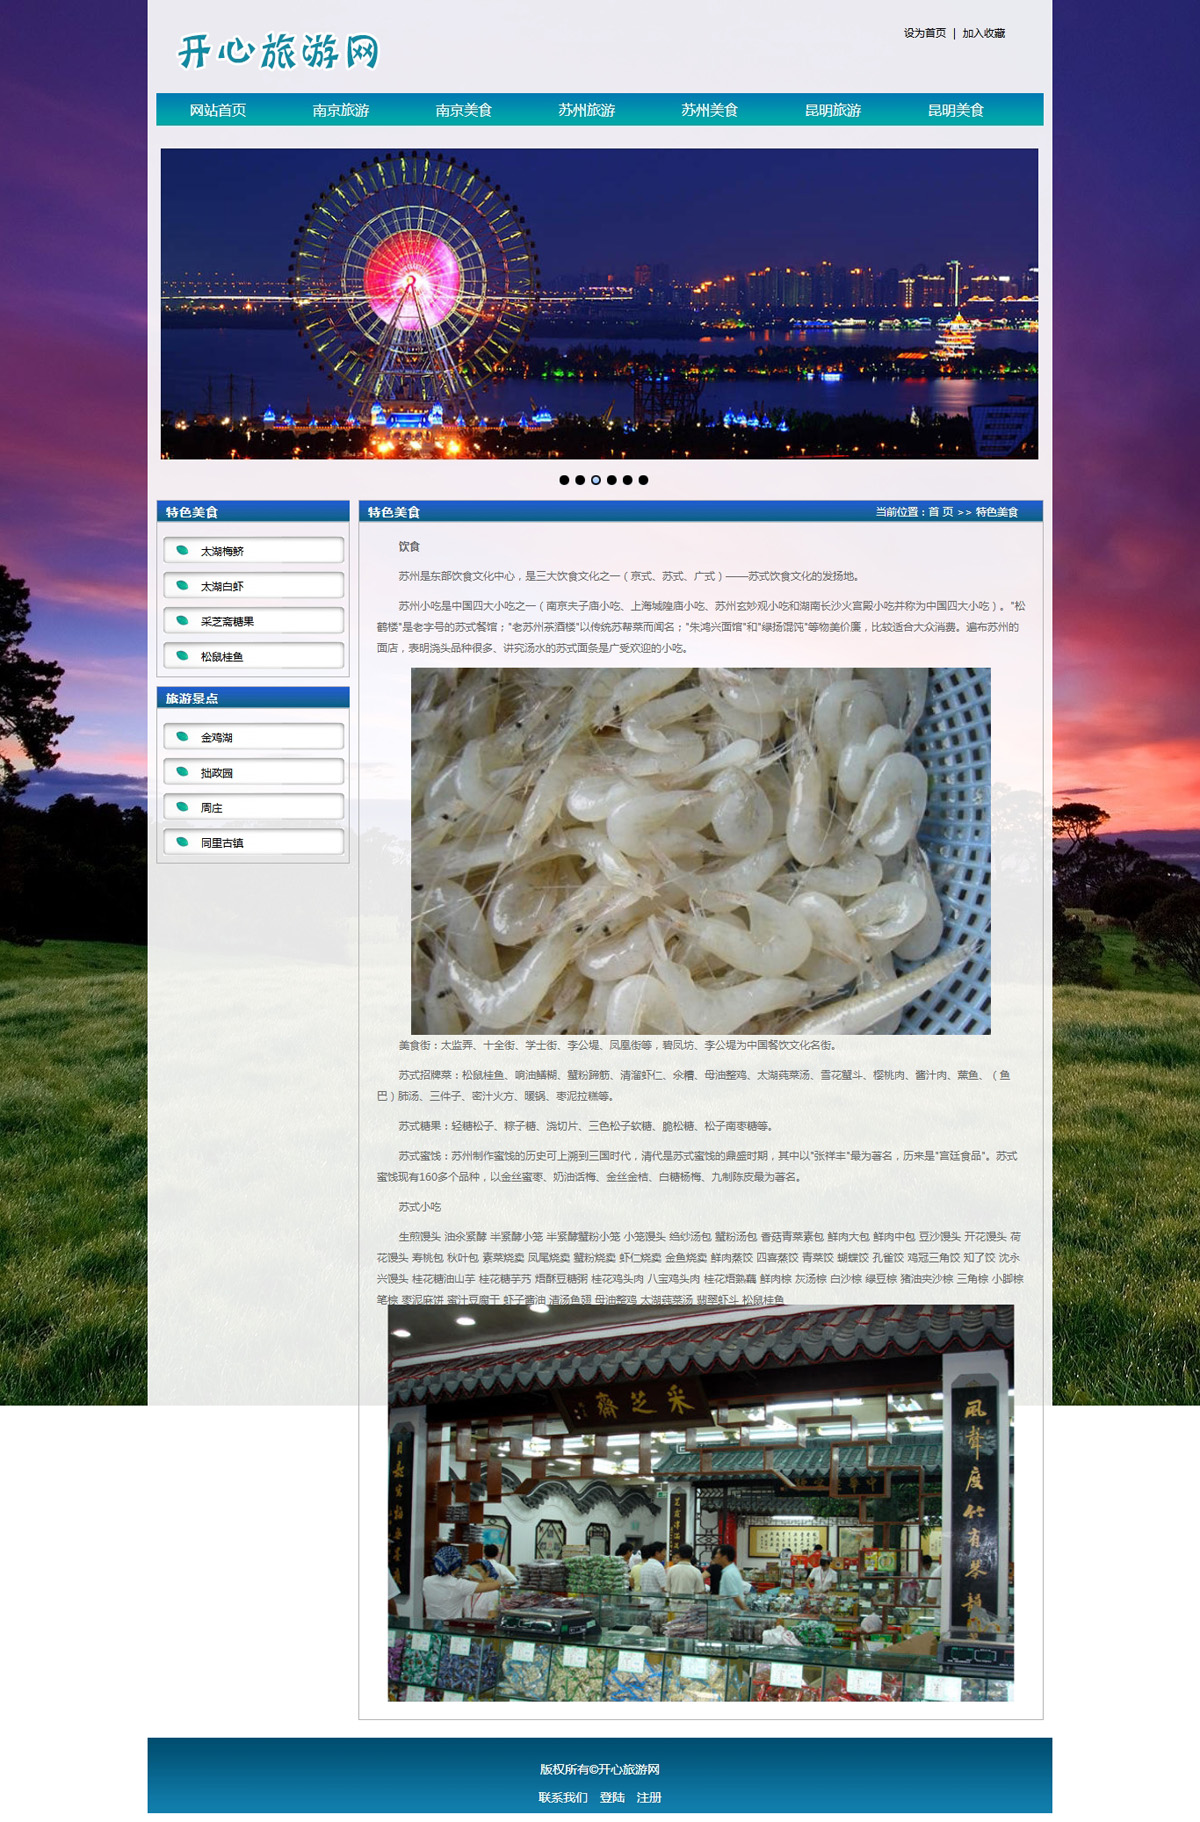 开心旅游网
设为首页 | 加入收藏
网站首页 南京旅游 南京美食 苏州旅游 苏州美食 昆明旅游 昆明美食
特色美食
太湖梅鲚
太湖白虾
采芝斋糖果
松鼠桂鱼
旅游景点
金鸡湖
拙政园
周庄
同里古镇
特色美食 当前位置：首 页 >> 特色美食
饮食
苏州是东部饮食文化中心，是三大饮食文化之一（京式、苏式、广式）——苏式饮食文化的发扬地。
苏州小吃是中国四大小吃之一（南京夫子庙小吃、上海城隍庙小吃、苏州玄妙观小吃和湖南长沙火宫殿小吃并称为中国四大小吃）。"松
鹤楼"是老字号的苏式餐馆；"老苏州茶酒楼"以传统苏帮菜而闻名；"朱鸿兴面馆"和"绿扬馄饨"等物美价廉，比较适合大众消费。遍布苏州的
面店，表明浇头品种很多、讲究汤水的苏式面条是广受欢迎的小吃。
美食街：太监弄、十全街、学士街、李公堤、凤凰街等，碧凤坊、李公堤为中国餐饮文化名街。
苏式招牌菜：松鼠桂鱼、响油鳝糊、蟹粉蹄筋、清溜虾仁、汆糟、母油整鸡、太湖莼菜汤、雪花蟹斗、樱桃肉、酱汁肉、熏鱼、（鱼
巴）肺汤、三件子、密汁火方、暖锅、枣泥拉糕等。
苏式糖果：轻糖松子、粽子糖、浇切片、三色松子软糖、脆松糖、松子南枣糖等。
苏式蜜饯：苏州制作蜜饯的历史可上溯到三国时代，清代是苏式蜜饯的鼎盛时期，其中以"张祥丰"最为著名，历来是"宫廷食品"。苏式
蜜饯现有160多个品种，以金丝蜜枣、奶油话梅、金丝金桔、白糖杨梅、九制陈皮最为著名。
苏式小吃
生煎馒头 油汆紧酵 半紧酵小笼 半紧酵蟹粉小笼 小笼馒头 绉纱汤包 蟹粉汤包 香菇青菜素包 鲜肉大包 鲜肉中包 豆沙馒头 开花馒头 荷
花馒头 寿桃包 秋叶包 素菜烧卖 凤尾烧卖 蟹粉烧卖 虾仁烧卖 金鱼烧卖 鲜肉蒸饺 四喜蒸饺 青菜饺 蝴蝶饺 孔雀饺 鸡冠三角饺 知了饺 沈永
兴馒头 桂花糖油山芋 桂花糖芋艿 焐酥豆糖粥 桂花鸡头肉 八宝鸡头肉 桂花焐熟藕 鲜肉粽 灰汤粽 白沙粽 绿豆粽 猪油夹沙粽 三角粽 小脚粽
笔粽 枣泥麻饼 蜜汁豆腐干 虾子酱油 清汤鱼翅 母油整鸡 太湖莼菜汤 翡翠虾斗 松鼠桂鱼
采芝齋
風聲度竹有琴韻
版权所有©开心旅游网
联系我们 登陆 注册